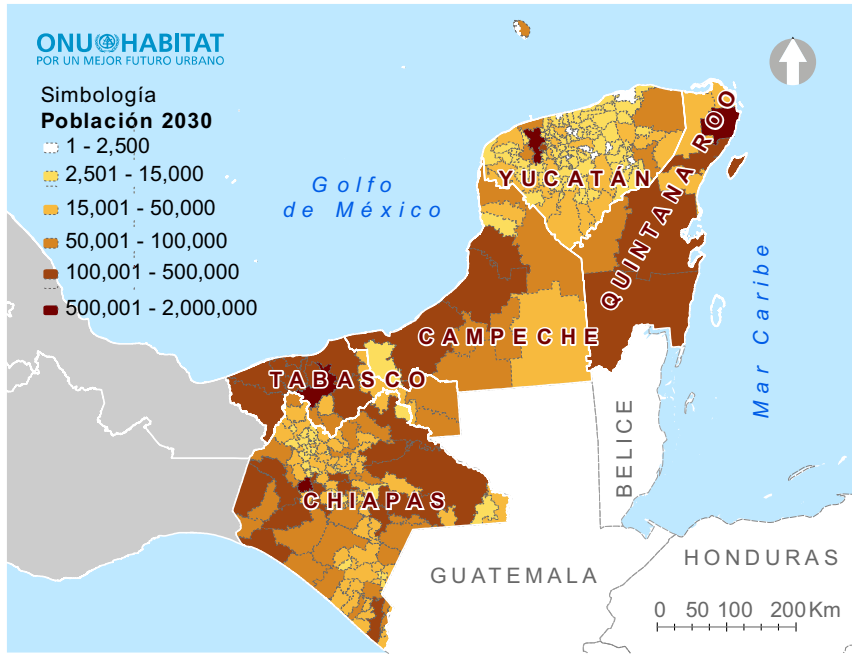 ONU HABITAT
POR UN MEJOR FUTURO URBANO
Simbología
Población 2030
1 - 2,500
2,501 - 15,000
15,001 - 50,000
50,001 - 100,000
100,001 - 500,000
500,001 - 2,000,000
Golfo
de México
YUCATÁN
QUINTANA ROO
CAMPECHE
TABASCO
CHIAPAS
Mar Caribe
BELICE
GUATEMALA
HONDURAS
0 50 100 200 Km